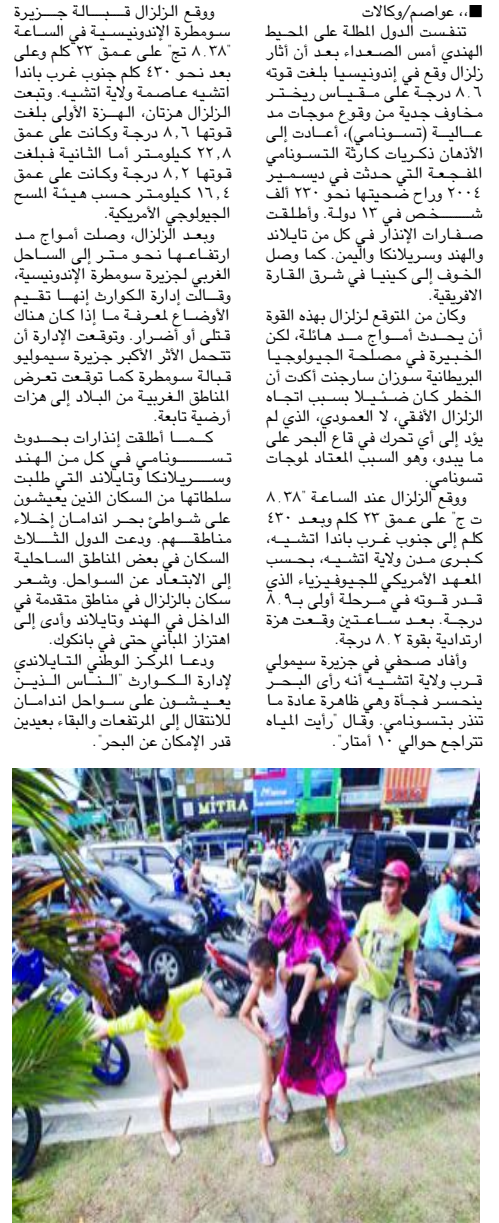 ■،، عواصم/وكالات
تنفست الدول المطلة على المحيط
الهندي أمس الصعداء بعد أن أثار
زلزال وقع في إندونيسيا بلغت قوته
٨.٦ درجة على مقياس ريختر
مخاوف جدية من وقوع موجات مد
عالية (تسونامي)، أعادت إلى
الأذهان ذكريات كارثة التسونامي
المفجعة التي حدثت في ديسمبر
٢٠٠٤ وراح ضحيتها نحو ٢٣٠ ألف
شخص في ١٣ دولة. وأطلقت
صفارات الإنذار في كل من تايلاند
والهند وسريلانكا واليمن. كما وصل
الخوف إلى كينيا في شرق القارة
الافريقية.
وكان من المتوقع لزلزال بهذه القوة
أن يحدث أمواج مد هائلة، لكن
الخبيرة في مصلحة الجيولوجيا
البريطانية سوزان سارجنت أكدت أن
الخطر كان ضئيلا بسبب اتجاه
الزلزال الأفقي، لا العمودي، الذي لم
يؤد إلى أي تحرك في قاع البحر على
ما يبدو، وهو السبب المعتاد لموجات
تسونامي.
ووقع الزلزال عند الساعة "٨.٣٨
ت ج" على عمق ٢٣ كلم وبعد ٤٣٠
كلم إلى جنوب غرب باندا اتشيه،
كبرى مدن ولاية اتشيه، بحسب
المعهد الأمريكي للجيوفيزياء الذي
قدر قوته في مرحلة أولى بـ٨.٩
درجة. بعد ساعتين وقعت هزة
ارتدادية بقوة ٨.٢ درجة.
وأفاد صحفي في جزيرة سيمولي
قرب ولاية اتشيه أنه رأى البحر
ينحسر فجأة وهي ظاهرة عادة ما
تنذر بتسونامي. وقال "رأيت المياه
تتراجع حوالي ١٠ أمتار".
ووقع الزلزال قبالة جزيرة
سومطرة الإندونيسية في الساعة
"٨.٣٨ تج" على عمق ٢٣ كلم وعلى
بعد نحو ٤٣٠ كلم جنوب غرب باندا
اتشيه عاصمة ولاية اتشيه. وتبعت
الزلزال هزتان، الهزة الأولى بلغت
قوتها ٨,٦ درجة وكانت على عمق
٢٢,٨ كيلومتر أما الثانية فبلغت
قوتها ٨,٢ درجة وكانت على عمق
١٦,٤ كيلومتر حسب هيئة المسح
الجيولوجي الأمريكية.
وبعد الزلزال، وصلت أمواج مد
ارتفاعها نحو متر إلى الساحل
الغربي لجزيرة سومطرة الإندونيسية،
وقالت إدارة الكوارث إنها تقيم
الأوضاع لمعرفة ما إذا كان هناك
قتلى أو أضرار. وتوقعت الإدارة أن
تتحمل الأثر الأكبر جزيرة سيموليو
قبالة سومطرة كما توقعت تعرض
المناطق الغربية من البلاد إلى هزات
أرضية تابعة.
كما أطلقت إنذارات بحدوث
تسونامي في كل من الهند
وسريلانكا وتايلاند التي طلبت
سلطاتها من السكان الذين يعيشون
على شواطئ بحر اندامان إخلاء
مناطقهم. ودعت الدول الثلاث
السكان في بعض المناطق الساحلية
إلى الابتعاد عن السواحل. وشعر
سكان بالزلزال في مناطق متقدمة في
الداخل في الهند وتايلاند وأدى إلى
اهتزاز المباني حتى في بانكوك.
ودعا المركز الوطني التايلاندي
لإدارة الكوارث "الناس الذين
يعيشون على سواحل اندامان
للانتقال إلى المرتفعات والبقاء بعيدين
قدر الإمكان عن البحر".
MITRA